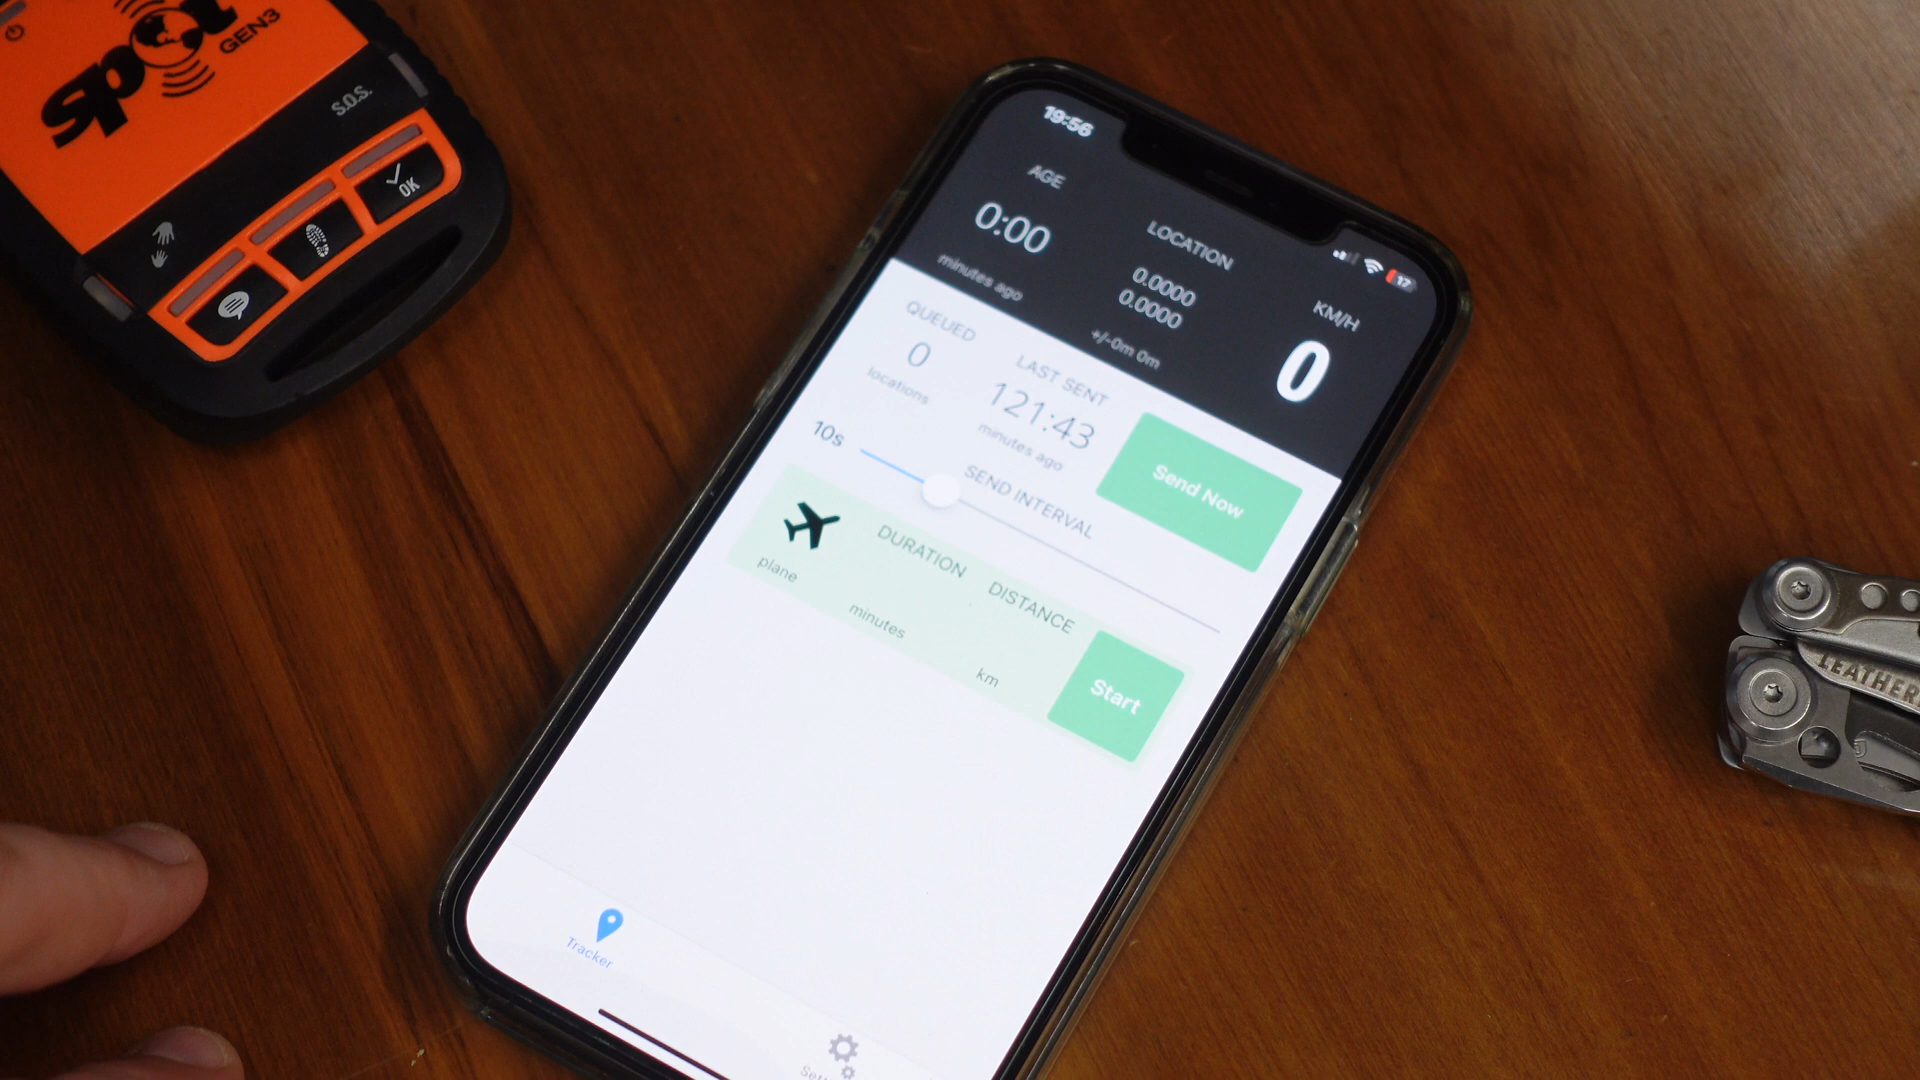 spot
GEN3
S.O.S.
OK
19:56
17
AGE
0:00
minutes ago
LOCATION
0.0000
0.0000
+/-0m 0m
KM/H
0
QUEUED
0
locations
LAST SENT
121:43
minutes ago
Send Now
10s
SEND INTERVAL
plane
DURATION
minutes
DISTANCE
km
Start
Tracker
LEATHER